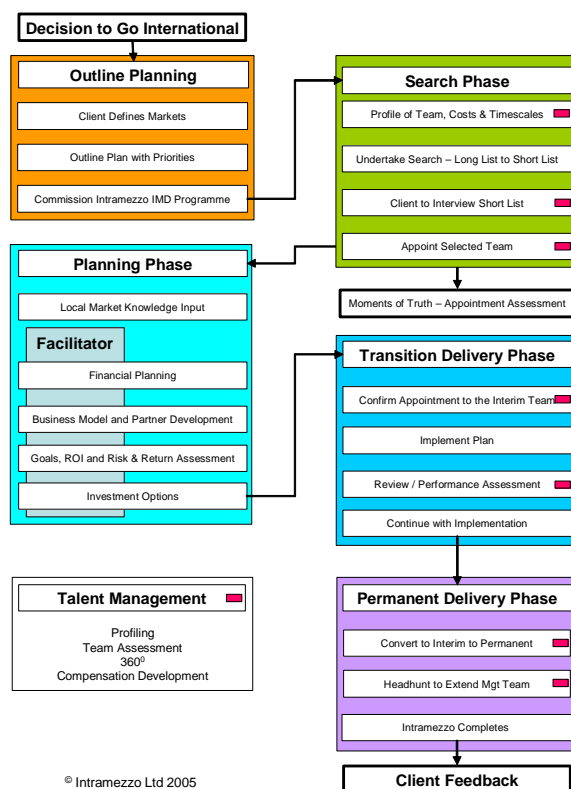 Decision to Go International
Outline Planning
Client Defines Markets
Outline Plan with Priorities
Commission Intramezzo IMD Programme
Search Phase
Profile of Team, Costs & Timescales
Undertake Search – Long List to Short List
Client to Interview Short List
Appoint Selected Team
Moments of Truth – Appointment Assessment
Planning Phase
Local Market Knowledge Input
Facilitator
Financial Planning
Business Model and Partner Development
Goals, ROI and Risk & Return Assessment
Investment Options
Transition Delivery Phase
Confirm Appointment to the Interim Team
Implement Plan
Review / Performance Assessment
Continue with Implementation
Talent Management
Profiling
Team Assessment
360⁰
Compensation Development
Permanent Delivery Phase
Convert to Interim to Permanent
Headhunt to Extend Mgt Team
Intramezzo Completes
Client Feedback
© Intramezzo Ltd 2005